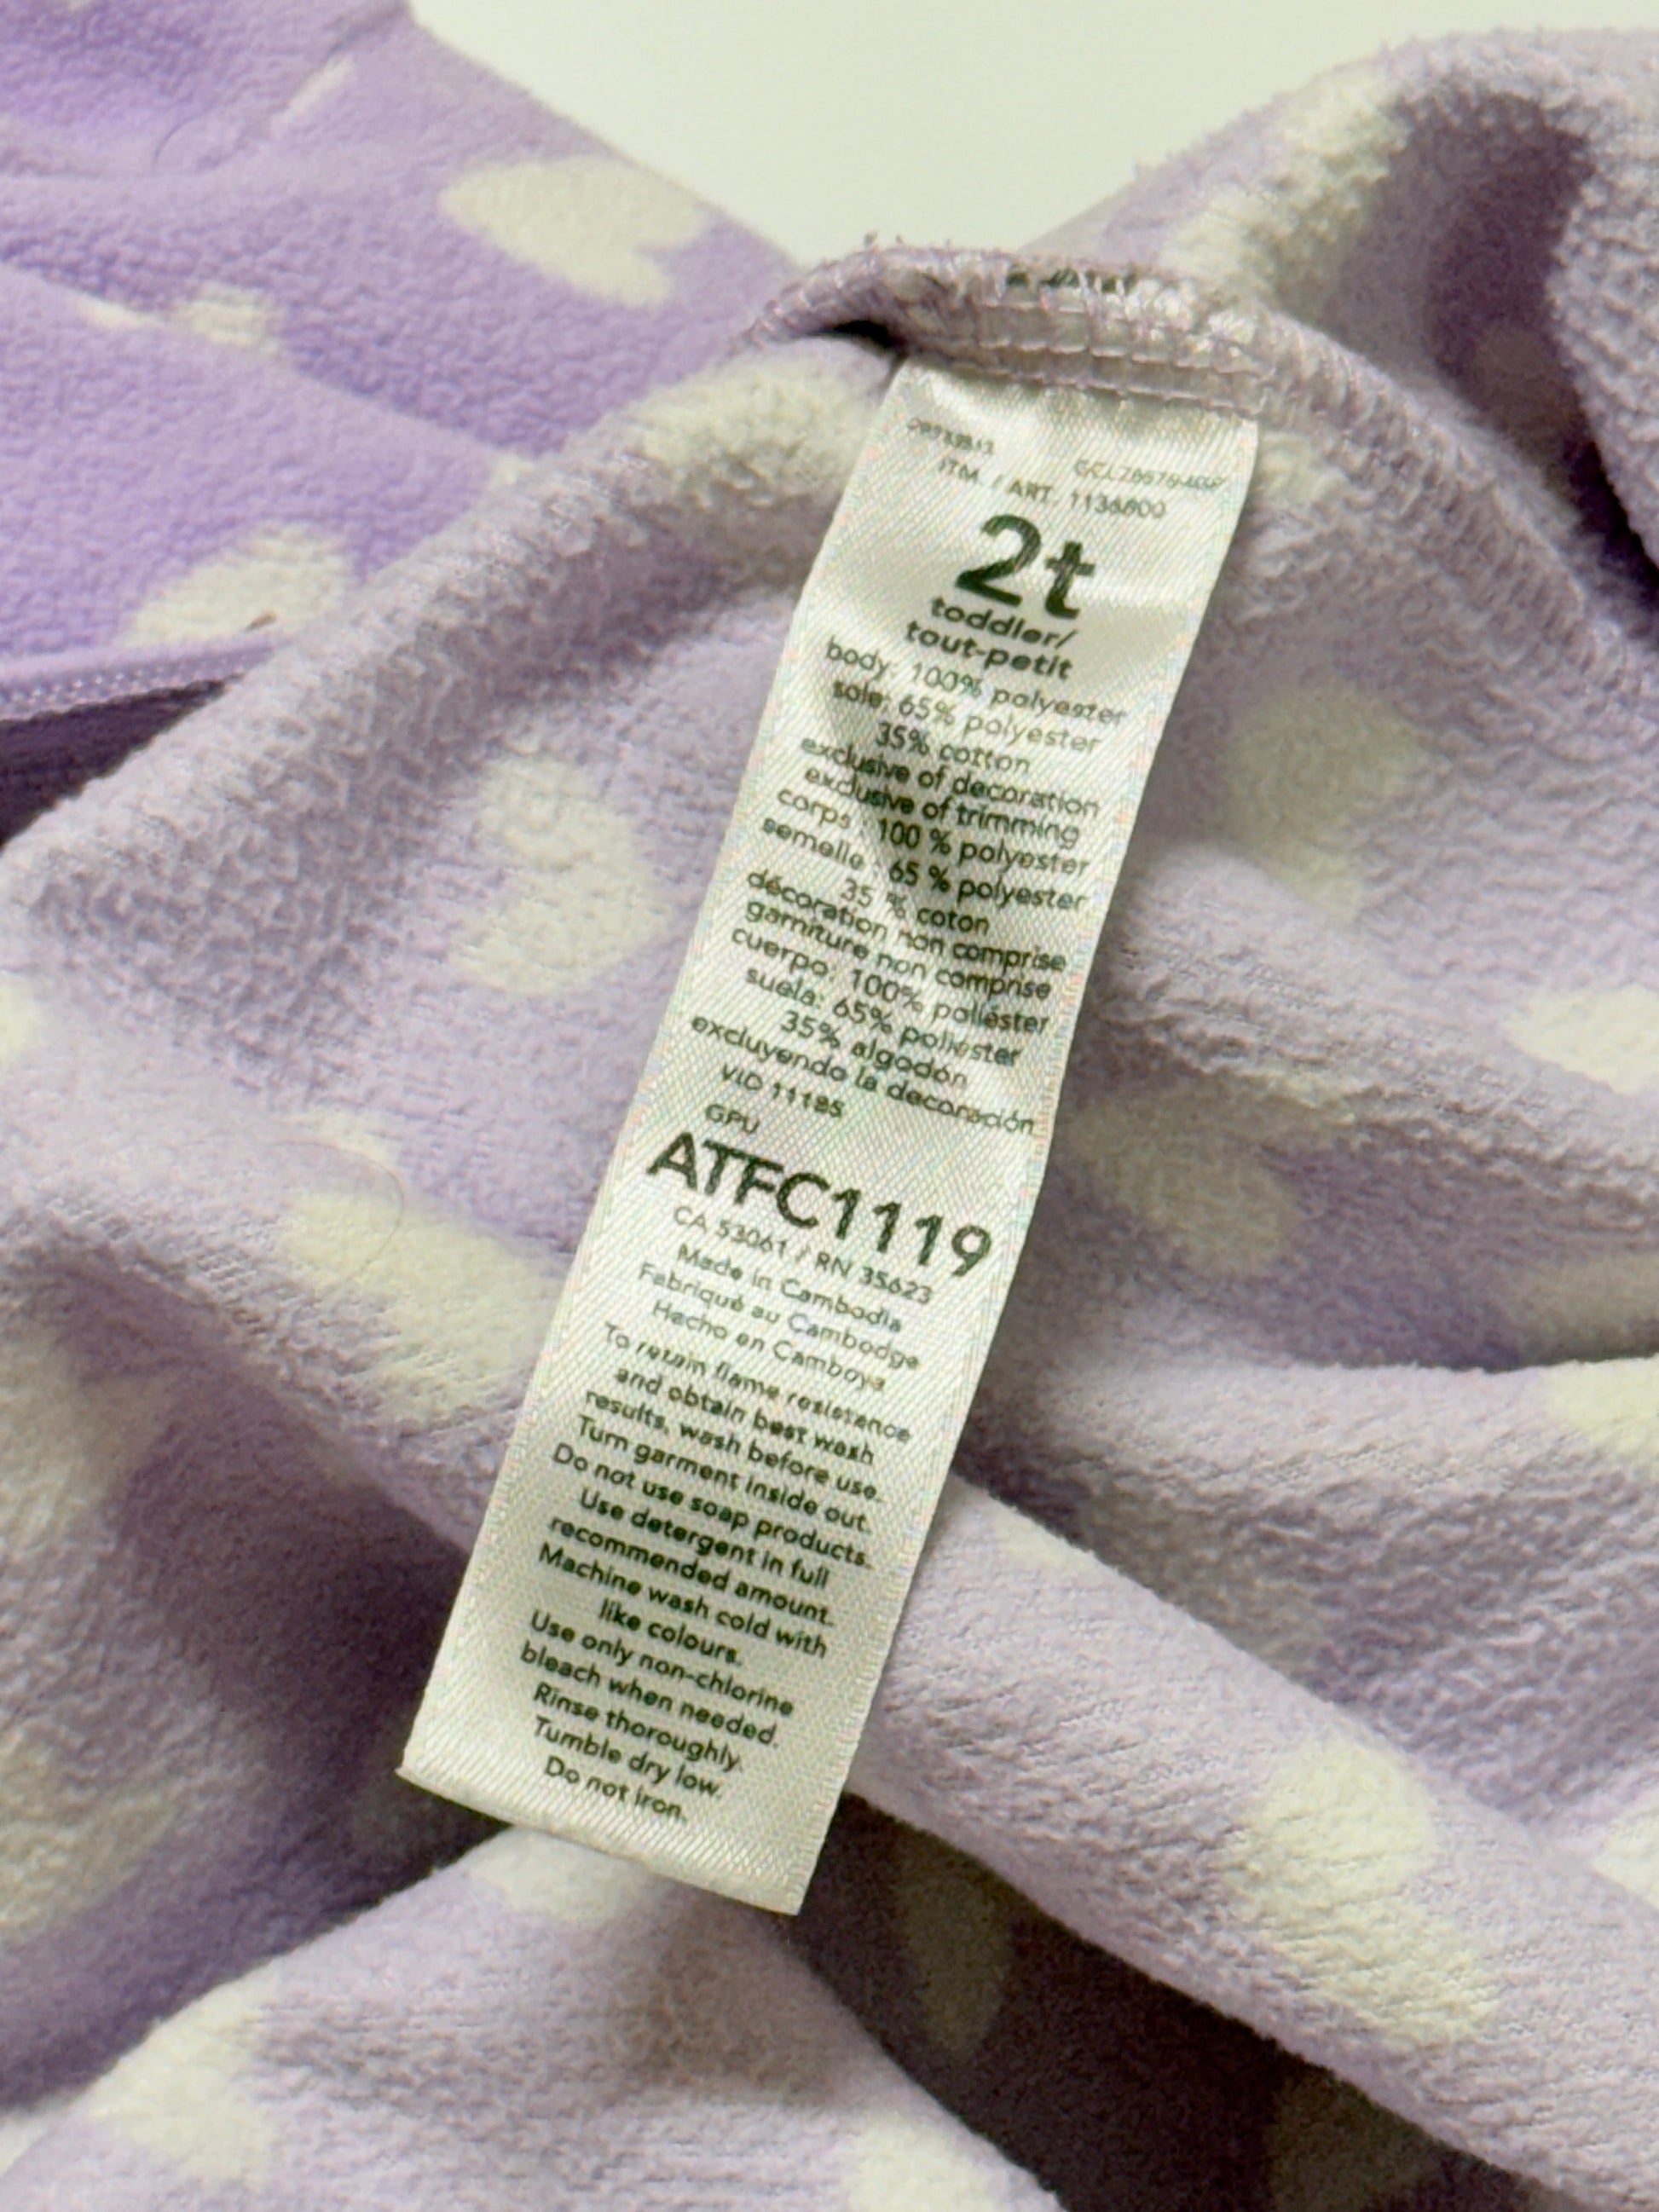 ITM. / ART. 1136800
2t
toddler/
tout-petit
body: 100% polyester
sole: 65% polyester
35% cotton
exclusive of decoration
exclusive of trimming
corps : 100 % polyester
semelle : 65 % polyester
35 % coton
décoration non comprise
garniture non comprise
cuerpo: 100% poliéster
suela: 65% poliéster
35% algodón
excluyendo la decoración
VID 11185
GPU
ATFC1119
CA 53061 / RN 35623
Made in Cambodia
Fabriqué au Cambodge
Hecho en Camboya
To retain flame resistance
and obtain best wash
results, wash before use.
Turn garment inside out.
Do not use soap products.
Use detergent in full
recommended amount.
Machine wash cold with
like colours.
Use only non-chlorine
bleach when needed.
Rinse thoroughly.
Tumble dry low.
Do not iron.